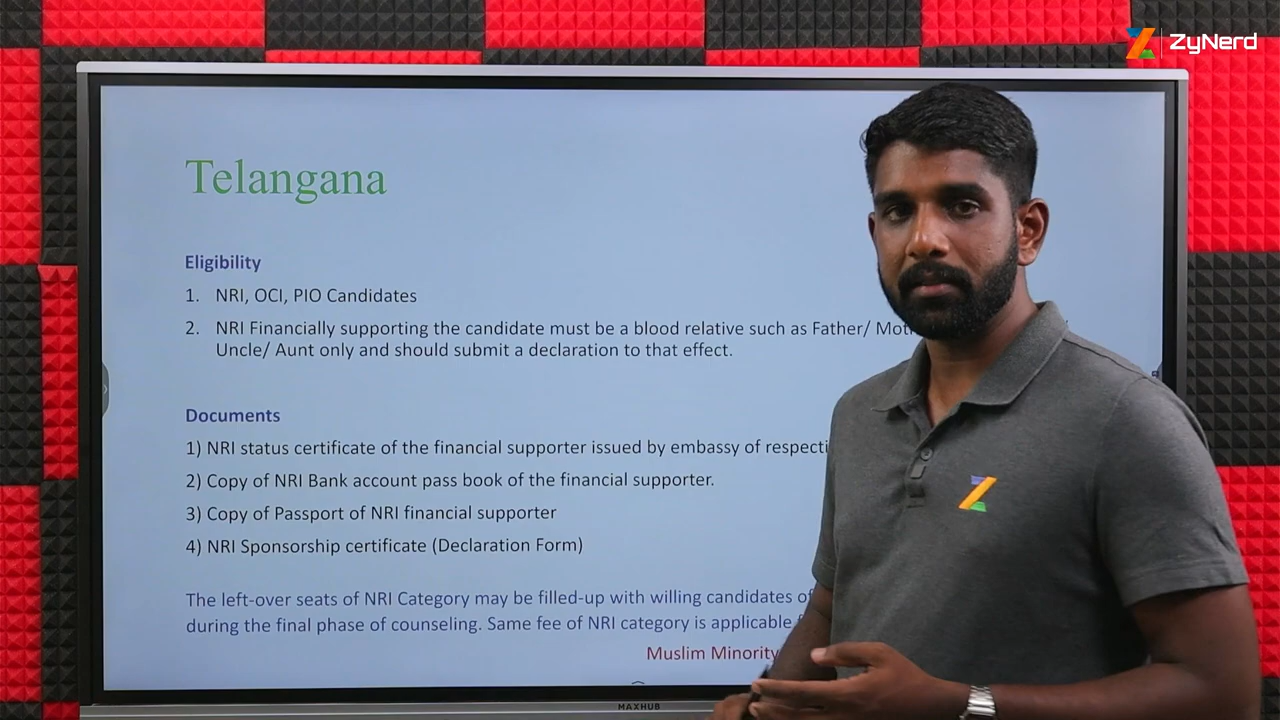 ZyNerd
Telangana
Eligibility
1. NRI, OCI, PIO Candidates
2. NRI Financially supporting the candidate must be a blood relative such as Father/
Uncle/ Aunt only and should submit a declaration to that effect.
Documents
1) NRI status certificate of the financial supporter issued by embassy of
2) Copy of NRI Bank account pass book of the financial supporter.
3) Copy of Passport of NRI financial supporter
4) NRI Sponsorship certificate (Declaration Form)
The left-over seats of NRI Category may be filled-up with willing candidates of
during the final phase of counseling. Same fee of NRI category is applicable
Muslim Minority
MAXHUB